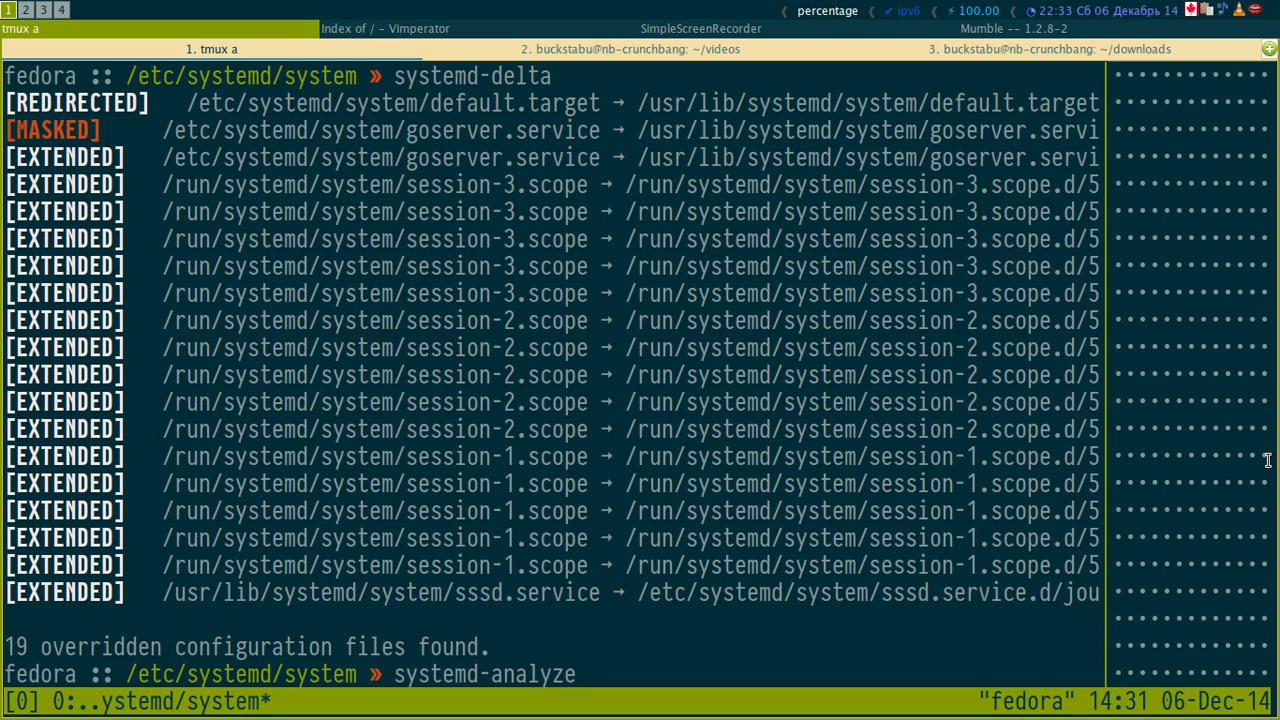 1 2 3 4 percentage ✔ ipv6 ⚡ 100.00 22:33 Сб 06 Декабрь 14
tmux a Index of / - Vimperator SimpleScreenRecorder Mumble -- 1.2.8-2
1. tmux a 2. buckstabu@nb-crunchbang: ~/videos 3. buckstabu@nb-crunchbang: ~/downloads
fedora :: /etc/systemd/system » systemd-delta
[REDIRECTED] /etc/systemd/system/default.target → /usr/lib/systemd/system/default.target
[MASKED] /etc/systemd/system/goserver.service → /usr/lib/systemd/system/goserver.servi
[EXTENDED] /etc/systemd/system/goserver.service → /usr/lib/systemd/system/goserver.servi
[EXTENDED] /run/systemd/system/session-3.scope → /run/systemd/system/session-3.scope.d/5
[EXTENDED] /run/systemd/system/session-3.scope → /run/systemd/system/session-3.scope.d/5
[EXTENDED] /run/systemd/system/session-3.scope → /run/systemd/system/session-3.scope.d/5
[EXTENDED] /run/systemd/system/session-3.scope → /run/systemd/system/session-3.scope.d/5
[EXTENDED] /run/systemd/system/session-3.scope → /run/systemd/system/session-3.scope.d/5
[EXTENDED] /run/systemd/system/session-2.scope → /run/systemd/system/session-2.scope.d/5
[EXTENDED] /run/systemd/system/session-2.scope → /run/systemd/system/session-2.scope.d/5
[EXTENDED] /run/systemd/system/session-2.scope → /run/systemd/system/session-2.scope.d/5
[EXTENDED] /run/systemd/system/session-2.scope → /run/systemd/system/session-2.scope.d/5
[EXTENDED] /run/systemd/system/session-2.scope → /run/systemd/system/session-2.scope.d/5
[EXTENDED] /run/systemd/system/session-1.scope → /run/systemd/system/session-1.scope.d/5
[EXTENDED] /run/systemd/system/session-1.scope → /run/systemd/system/session-1.scope.d/5
[EXTENDED] /run/systemd/system/session-1.scope → /run/systemd/system/session-1.scope.d/5
[EXTENDED] /run/systemd/system/session-1.scope → /run/systemd/system/session-1.scope.d/5
[EXTENDED] /run/systemd/system/session-1.scope → /run/systemd/system/session-1.scope.d/5
[EXTENDED] /usr/lib/systemd/system/sssd.service → /etc/systemd/system/sssd.service.d/jou
19 overridden configuration files found.
fedora :: /etc/systemd/system » systemd-analyze
[0] 0:..ystemd/system* "fedora" 14:31 06-Dec-14